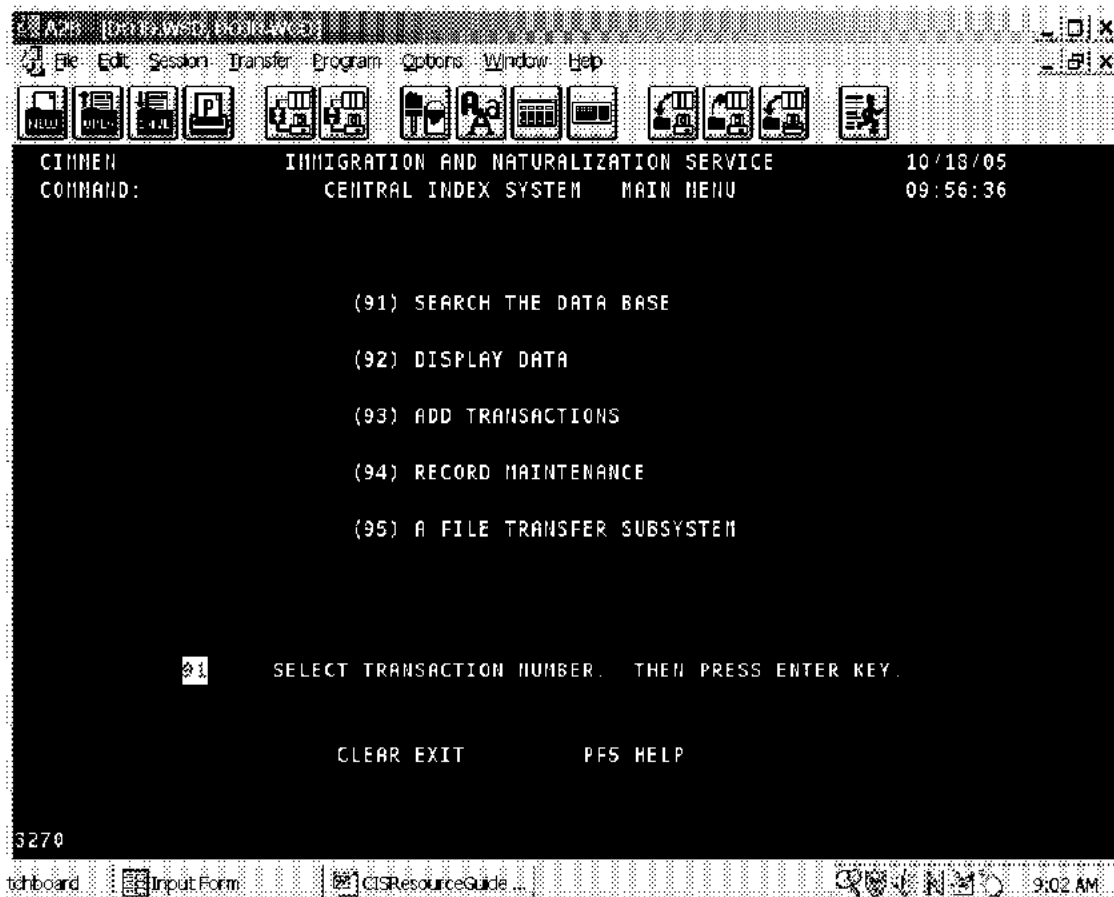 File Edit Session Transfer Program Options Window Help
CIMMEN IMMIGRATION AND NATURALIZATION SERVICE 10/18/05
COMMAND: CENTRAL INDEX SYSTEM MAIN MENU 09:56:36
(91) SEARCH THE DATA BASE
(92) DISPLAY DATA
(93) ADD TRANSACTIONS
(94) RECORD MAINTENANCE
(95) A FILE TRANSFER SUBSYSTEM
91 SELECT TRANSACTION NUMBER. THEN PRESS ENTER KEY.
CLEAR EXIT PF5 HELP
3270
tchboard Input Form CISResourceGuide ... 9:02 AM